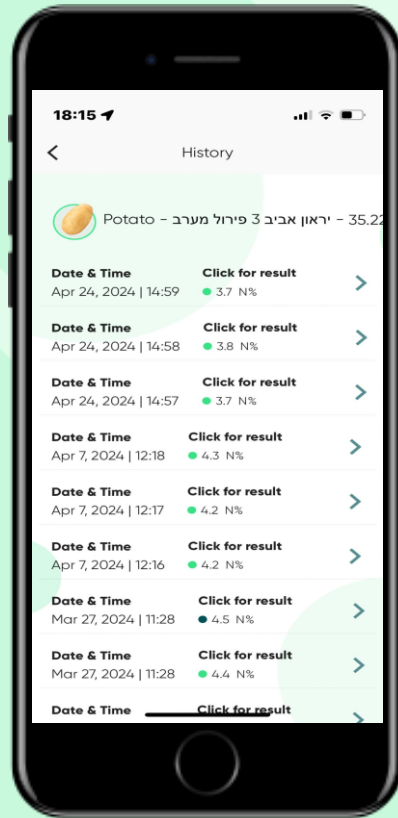 18:15
History
Potato - יראון אביב 3 פירול מערב - 35.22
Date & Time Click for result
Apr 24, 2024 | 14:59 3.7 N%
Date & Time Click for result
Apr 24, 2024 | 14:58 3.8 N%
Date & Time Click for result
Apr 24, 2024 | 14:57 3.7 N%
Date & Time Click for result
Apr 7, 2024 | 12:18 4.3 N%
Date & Time Click for result
Apr 7, 2024 | 12:17 4.2 N%
Date & Time Click for result
Apr 7, 2024 | 12:16 4.2 N%
Date & Time Click for result
Mar 27, 2024 | 11:28 4.5 N%
Date & Time Click for result
Mar 27, 2024 | 11:28 4.4 N%
Date & Time Click for result